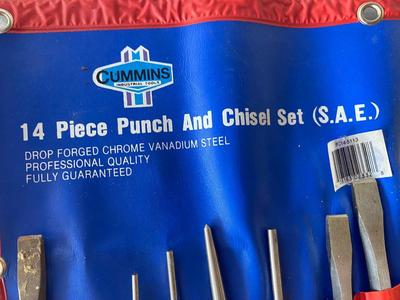 CUMMINS
INDUSTRIAL TOOLS
14 Piece Punch And Chisel Set (S.A.E.)
DROP FORGED CHROME VANADIUM STEEL
PROFESSIONAL QUALITY
FULLY GUARANTEED